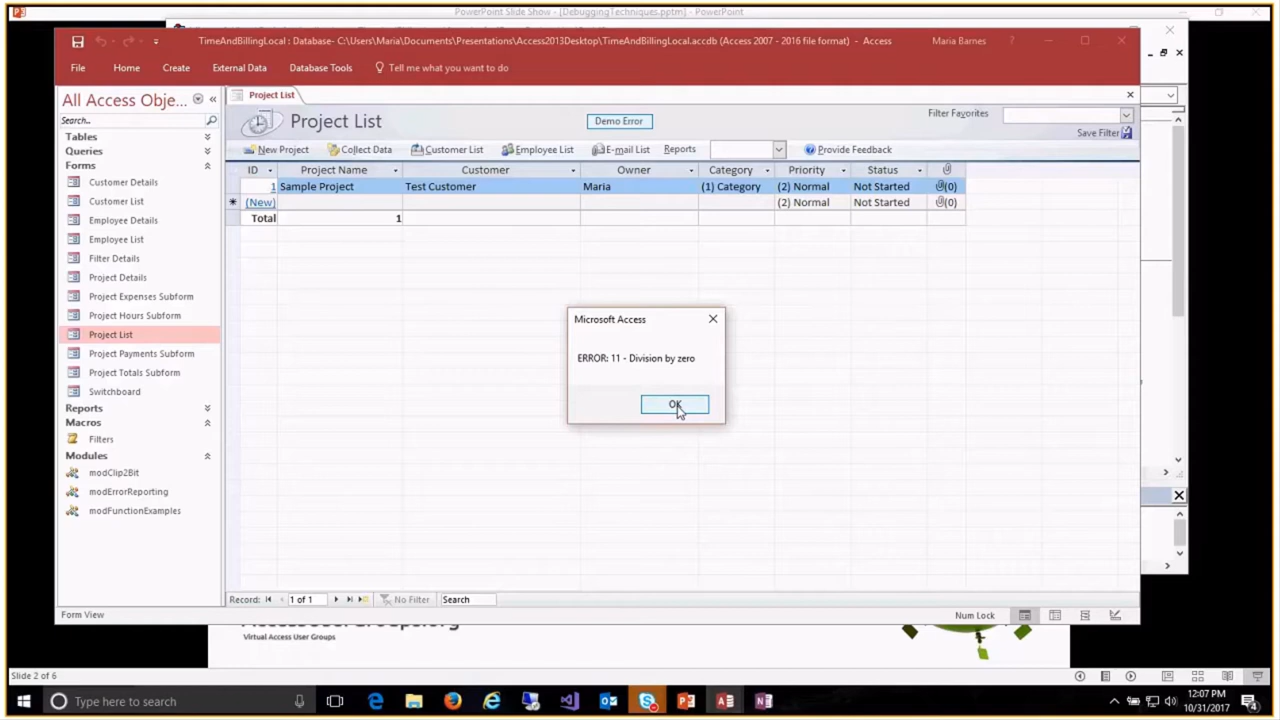 PowerPoint Slide Show - [DebuggingTechniques.pptm] - PowerPoint
TimeAndBillingLocal : Database- C:\Users\Maria\Documents\Presentations\Access2013Desktop\TimeAndBillingLocal.accdb (Access 2007 - 2016 file format) - Access
Maria Barnes
File Home Create External Data Database Tools Tell me what you want to do
All Access Obje...
Search...
Tables
Queries
Forms
Customer Details
Customer List
Employee Details
Employee List
Filter Details
Project Details
Project Expenses Subform
Project Hours Subform
Project List
Project Payments Subform
Project Totals Subform
Switchboard
Reports
Macros
Filters
Modules
modClip2Bit
modErrorReporting
modFunctionExamples
Project List
Project List
Demo Error
Filter Favorites
Save Filter
New Project Collect Data Customer List Employee List E-mail List Reports Provide Feedback
ID Project Name Customer Owner Category Priority Status
1 Sample Project Test Customer Maria (1) Category (2) Normal Not Started (0)
(New) (2) Normal Not Started (0)
Total 1
Microsoft Access
ERROR: 11 - Division by zero
OK
Record: 1 of 1 No Filter Search
Form View
Num Lock
Virtual Access User Groups
Slide 2 of 6
Type here to search
12:07 PM
10/31/2017
4